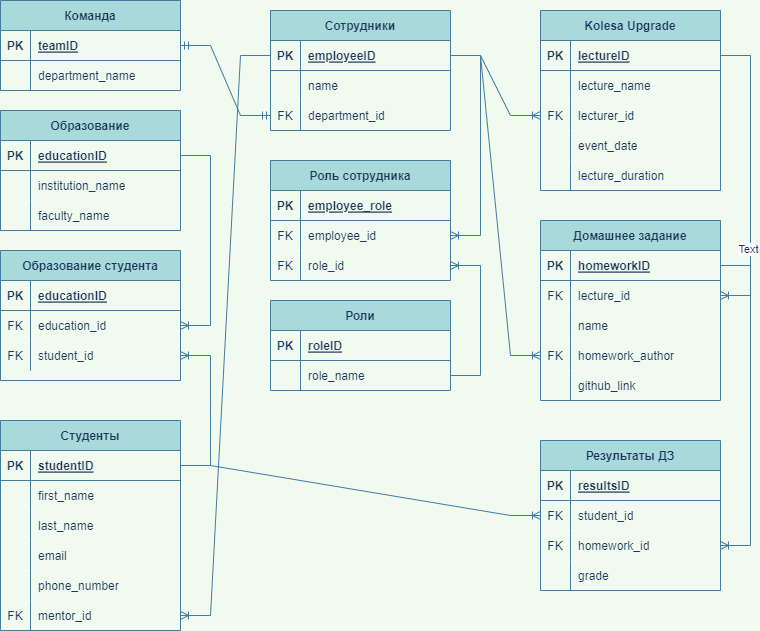 Команда
PK teamID
department_name
Образование
PK educationID
institution_name
faculty_name
Образование студента
PK educationID
FK education_id
FK student_id
Студенты
PK studentID
first_name
last_name
email
phone_number
FK mentor_id
Сотрудники
PK employeeID
name
FK department_id
Роль сотрудника
PK employee_role
FK employee_id
FK role_id
Роли
PK roleID
role_name
Kolesa Upgrade
PK lectureID
lecture_name
FK lecturer_id
event_date
lecture_duration
Домашнее задание
PK homeworkID
FK lecture_id
name
FK homework_author
github_link
Text
Результаты ДЗ
PK resultsID
FK student_id
FK homework_id
grade